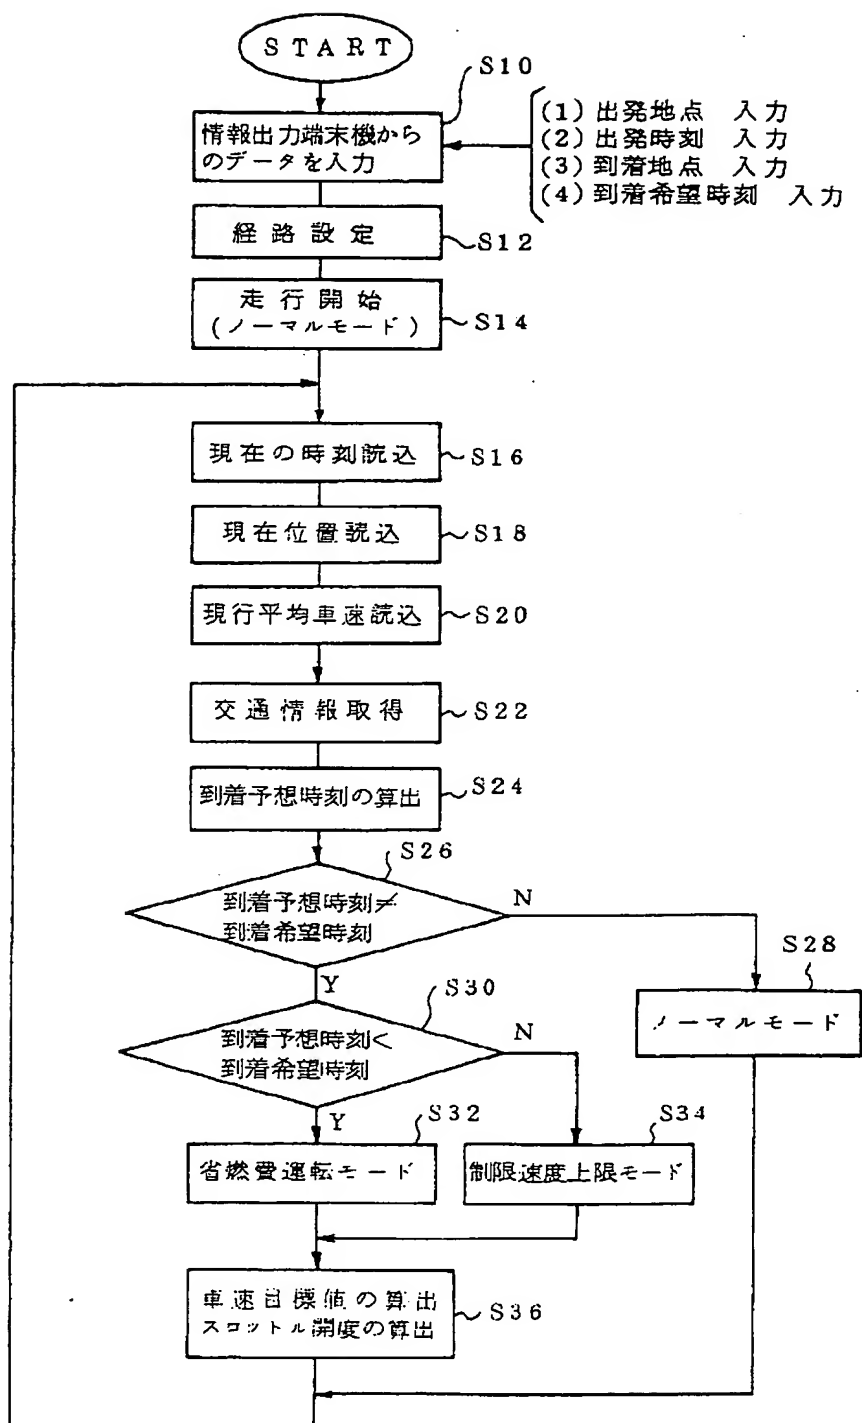 START
S10
情報出力端末機から
のデータを入力
(1)出発地点 入力
(2)出発時刻 入力
(3)到着地点 入力
(4)到着希望時刻 入力
経路設定
S12
走行開始
(ノーマルモード)
S14
現在の時刻読込
S16
現在位置読込
S18
現行平均車速読込
S20
交通情報取得
S22
到着予想時刻の算出
S24
S26
到着予想時刻≠
到着希望時刻
N
Y
S28
ノーマルモード
S30
到着予想時刻<
到着希望時刻
N
Y
S32
省燃費運転モード
S34
制限速度上限モード
車速目標値の算出
スロットル開度の算出
S36